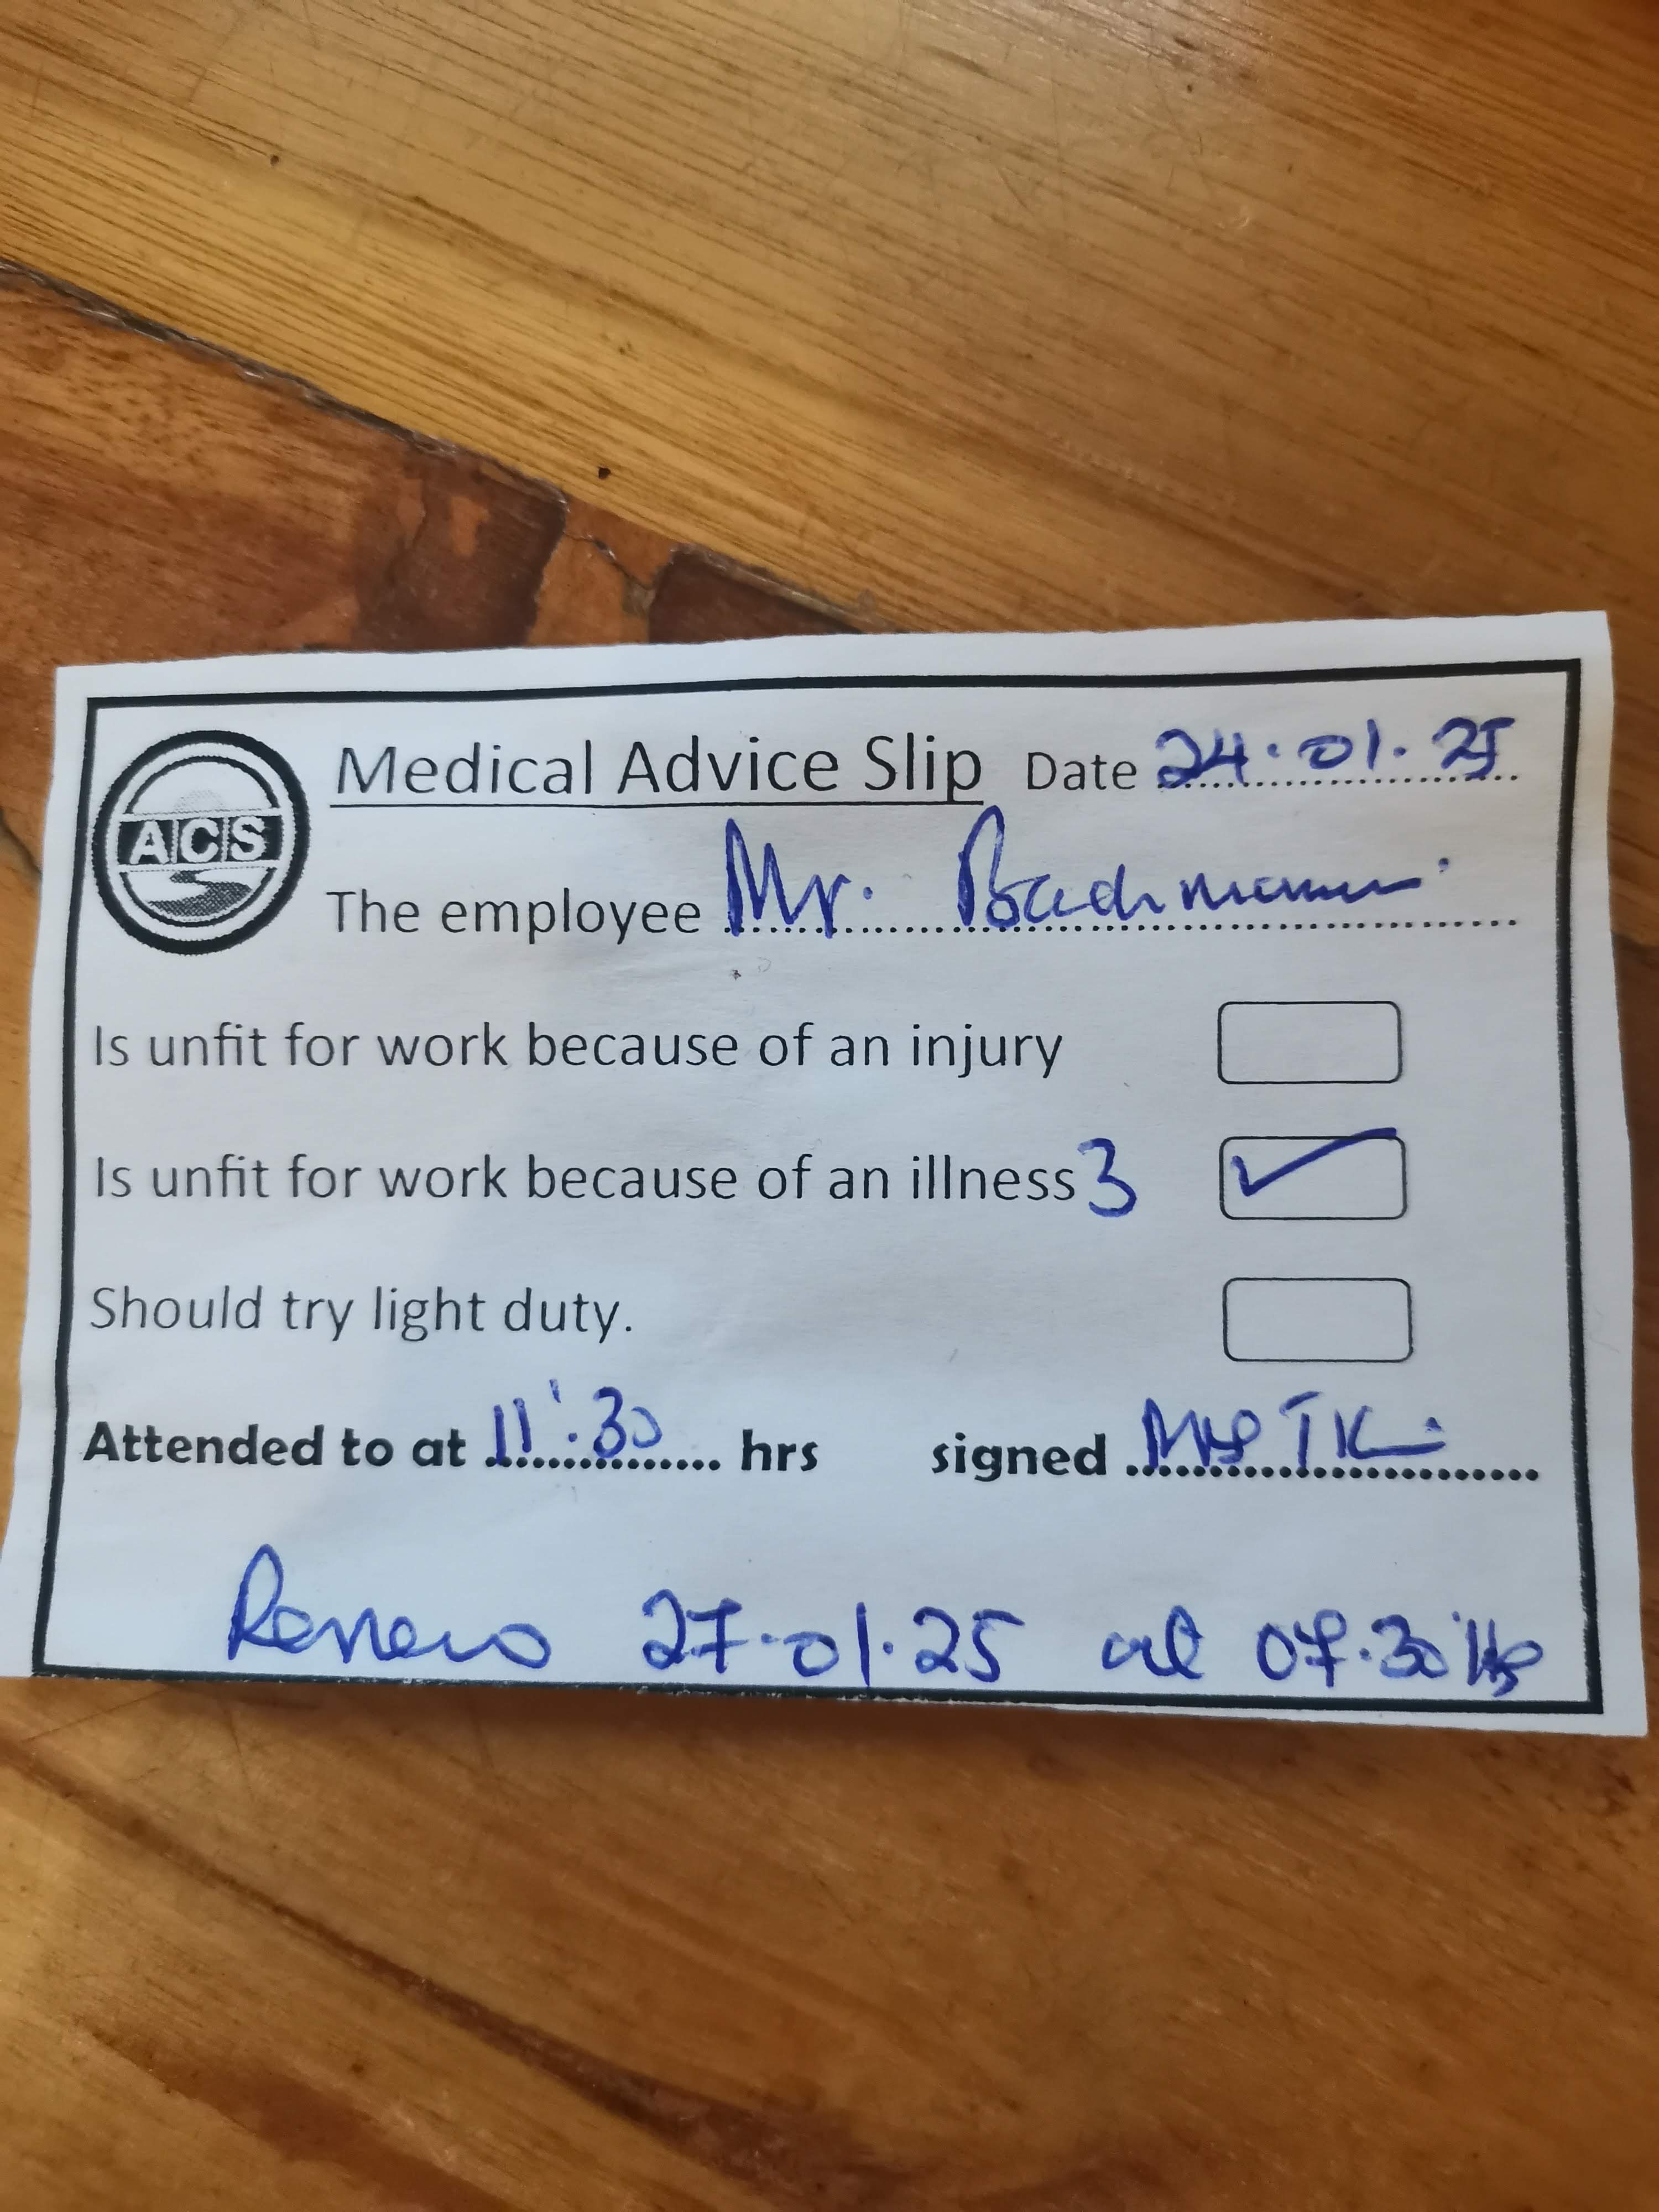 Medical Advice Slip Date 24.01.25
ACS
The employee Mr. Bachmann
Is unfit for work because of an injury
Is unfit for work because of an illness 3
Should try light duty.
Attended to at 11:30 hrs signed
27.01.25 at 07.30 Hrs